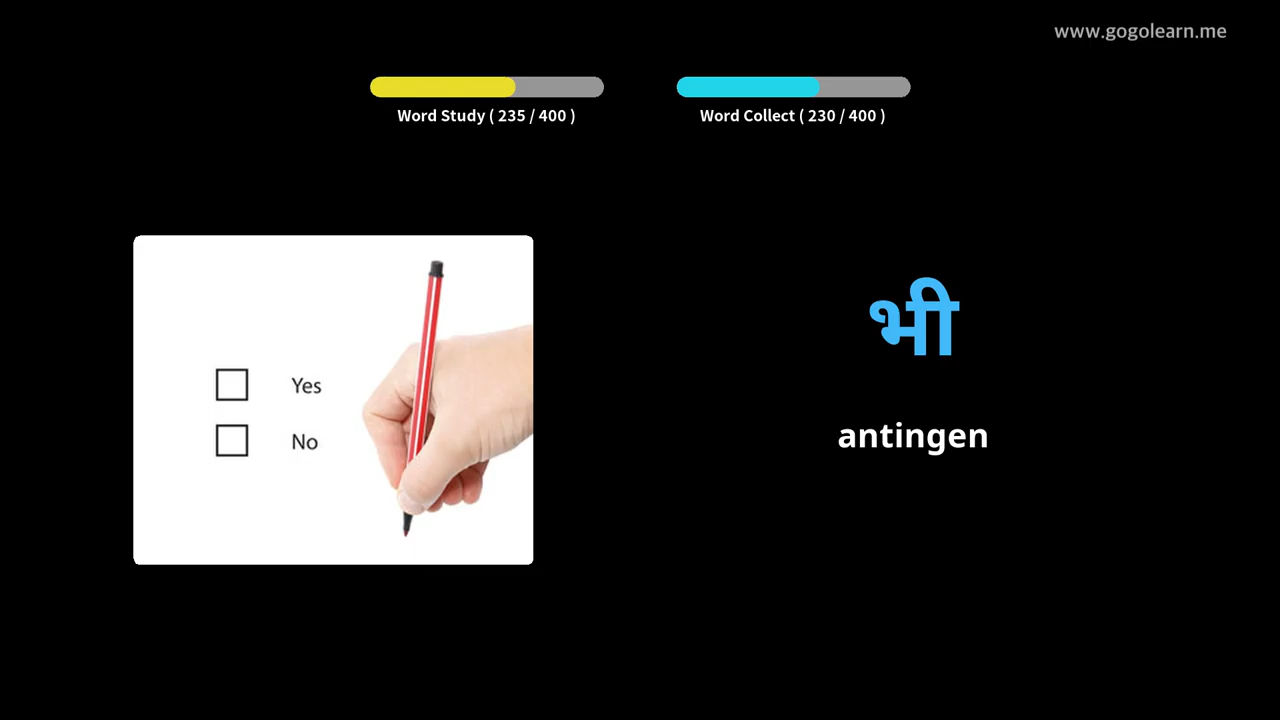 www.gogolearn.me
Word Study ( 235 / 400 )
Word Collect ( 230 / 400 )
Yes
No
भी
antingen